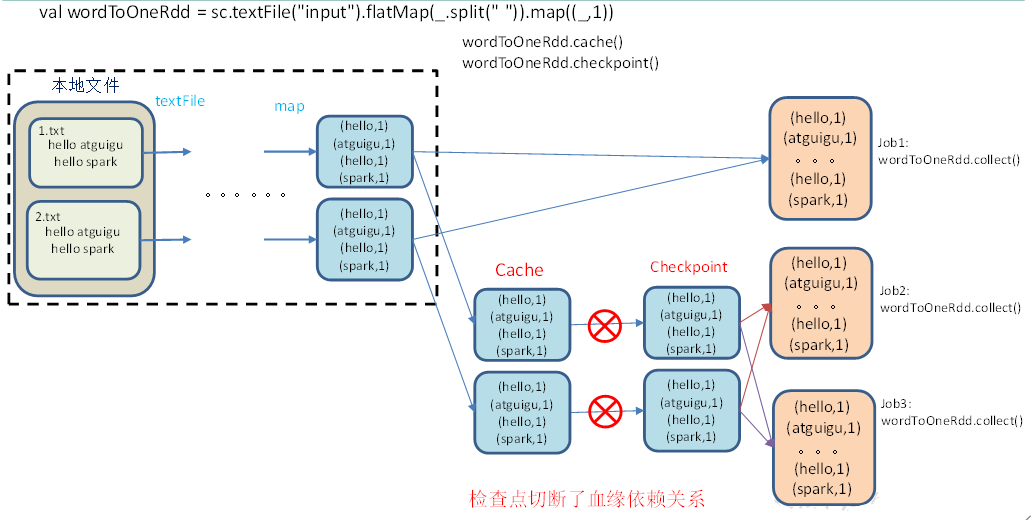 val wordToOneRdd = sc.textFile("input").flatMap(_.split(" ")).map((_,1))
wordToOneRdd.cache()
wordToOneRdd.checkpoint()
本地文件
textFile
map
1.txt
hello atguigu
hello spark
2.txt
hello atguigu
hello spark
。。。。。。
(hello,1)
(atguigu,1)
(hello,1)
(spark,1)
(hello,1)
(atguigu,1)
(hello,1)
(spark,1)
(hello,1)
(atguigu,1)
。。。
(hello,1)
(spark,1)
Job1:
wordToOneRdd.collect()
Cache
(hello,1)
(atguigu,1)
(hello,1)
(spark,1)
(hello,1)
(atguigu,1)
(hello,1)
(spark,1)
Checkpoint
(hello,1)
(atguigu,1)
(hello,1)
(spark,1)
(hello,1)
(atguigu,1)
(hello,1)
(spark,1)
(hello,1)
(atguigu,1)
。。。
(hello,1)
(spark,1)
Job2:
wordToOneRdd.collect()
(hello,1)
(atguigu,1)
。。。
(hello,1)
(spark,1)
Job3:
wordToOneRdd.collect()
检查点切断了血缘依赖关系